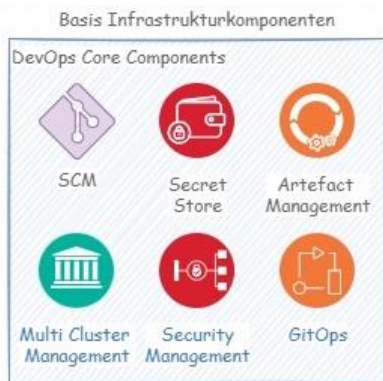 Basis Infrastrukturkomponenten
DevOps Core Components
SCM
Secret
Store
Artefact
Management
Multi Cluster
Management
Security
Management
GitOps